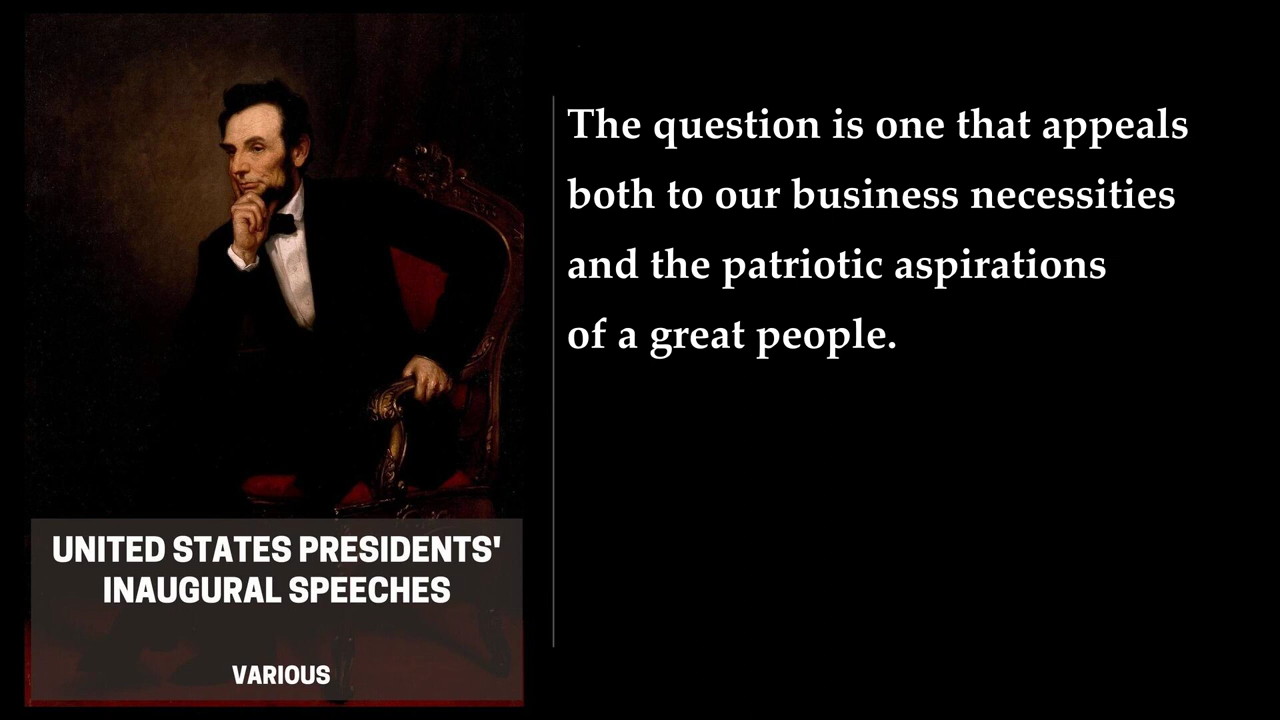 The question is one that appeals
both to our business necessities
and the patriotic aspirations
of a great people.
UNITED STATES PRESIDENTS'
INAUGURAL SPEECHES
VARIOUS